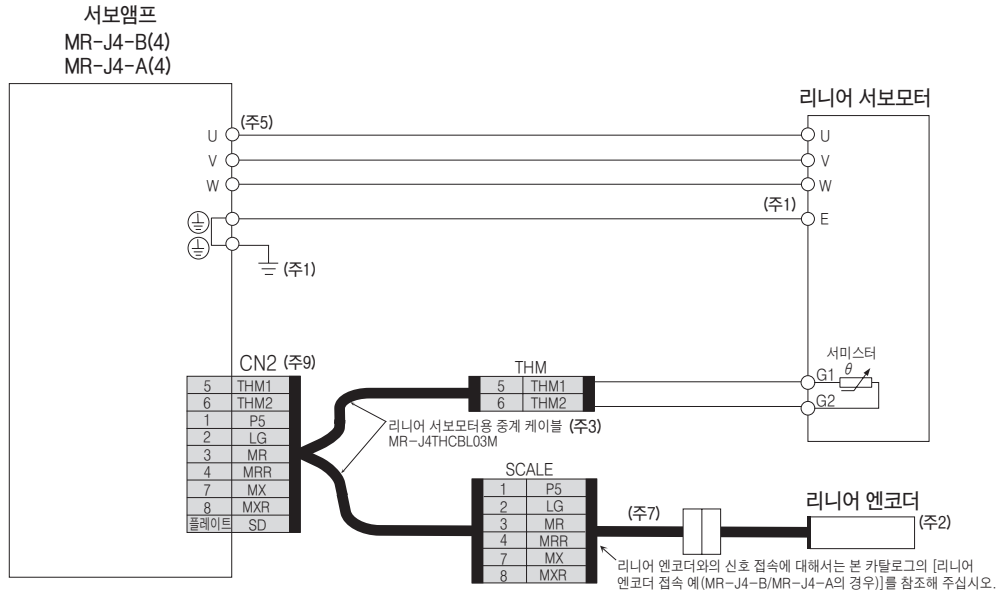 서보앰프
MR-J4-B(4)
MR-J4-A(4)
리니어 서보모터
U (주5) U
V V
W W
(주1) E
(주1)
CN2 (주9)
5 THM1
6 THM2
1 P5
2 LG
3 MR
4 MRR
7 MX
8 MXR
플레이트 SD
THM
5 THM1
6 THM2
서미스터
G1 θ
G2
리니어 서보모터용 중계 케이블 (주3)
MR-J4THCBL03M
SCALE
1 P5
2 LG
3 MR
4 MRR
7 MX
8 MXR
(주7)
리니어 엔코더
(주2)
리니어 엔코더와의 신호 접속에 대해서는 본 카탈로그의 [리니어
엔코더 접속 예(MR-J4-B/MR-J4-A의 경우)]를 참조해 주십시오.